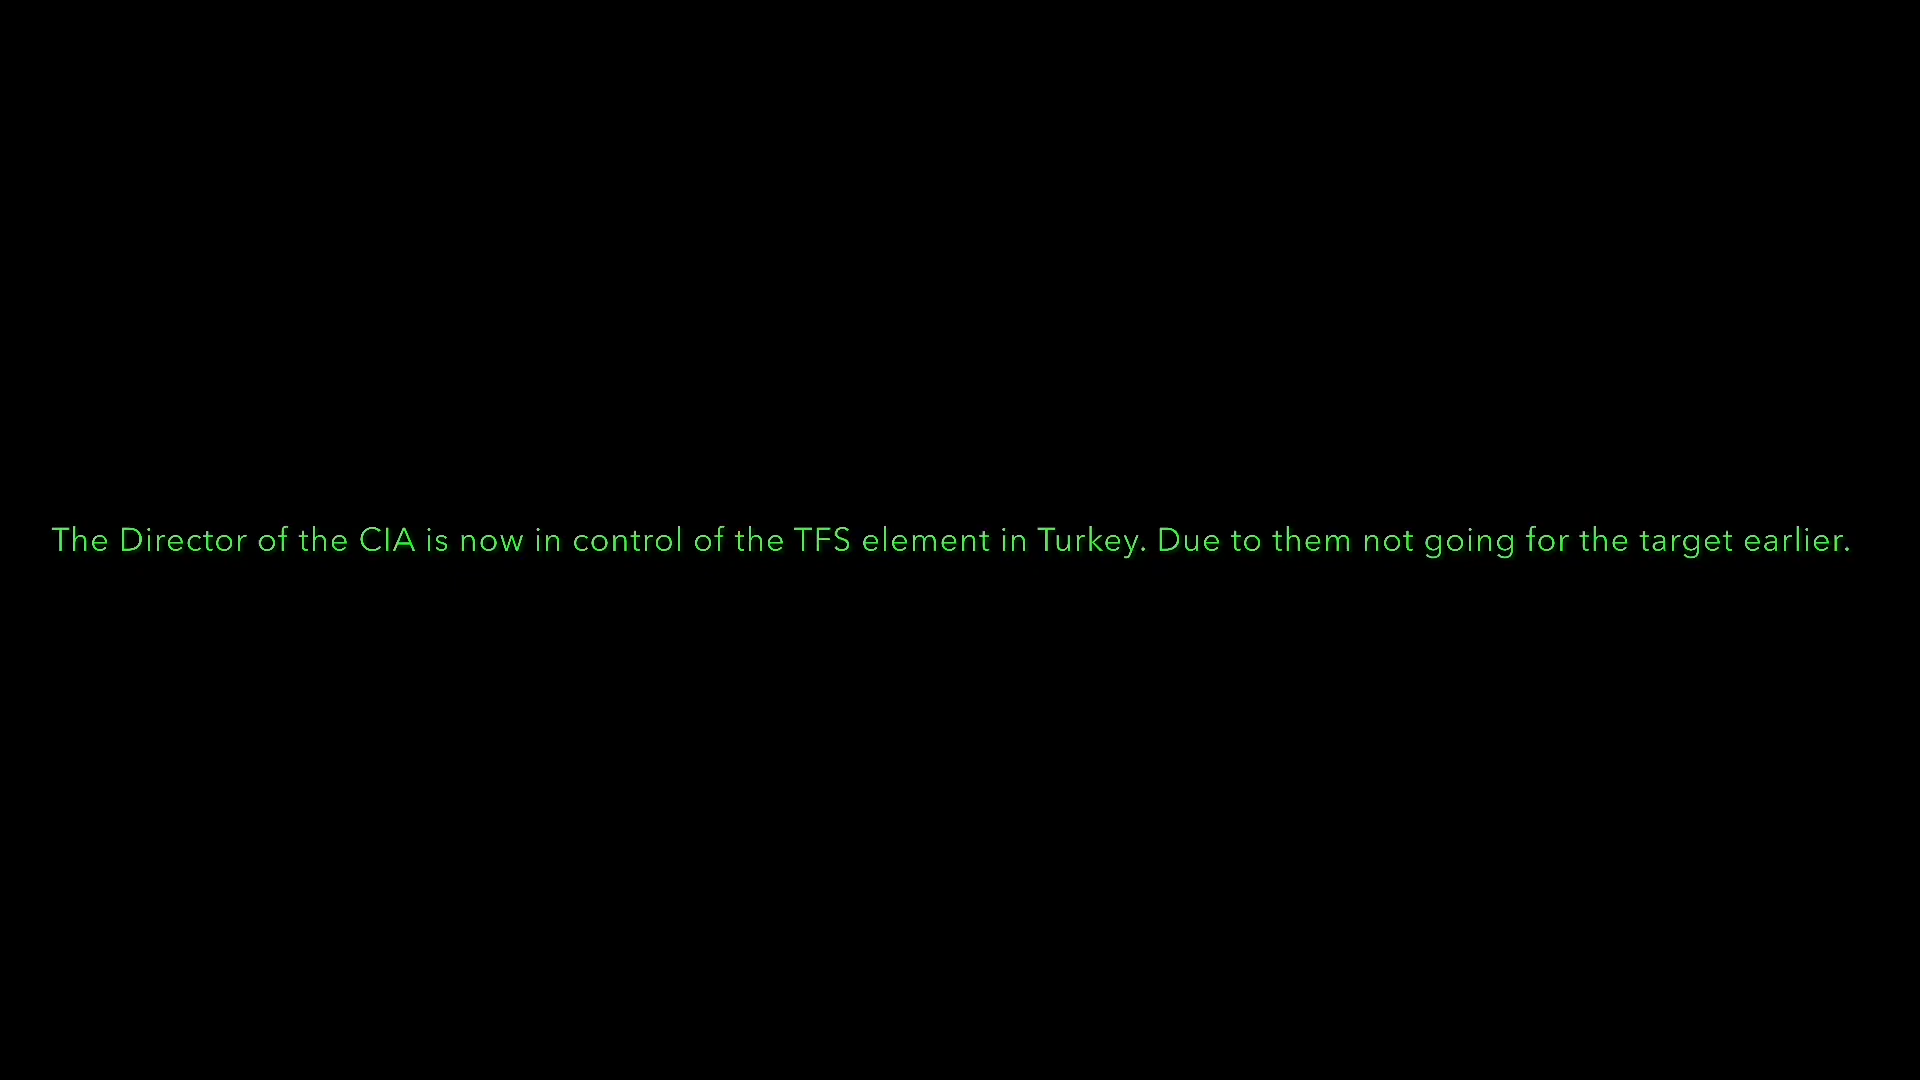 The Director of the CIA is now in control of the TFS element in Turkey. Due to them not going for the target earlier.